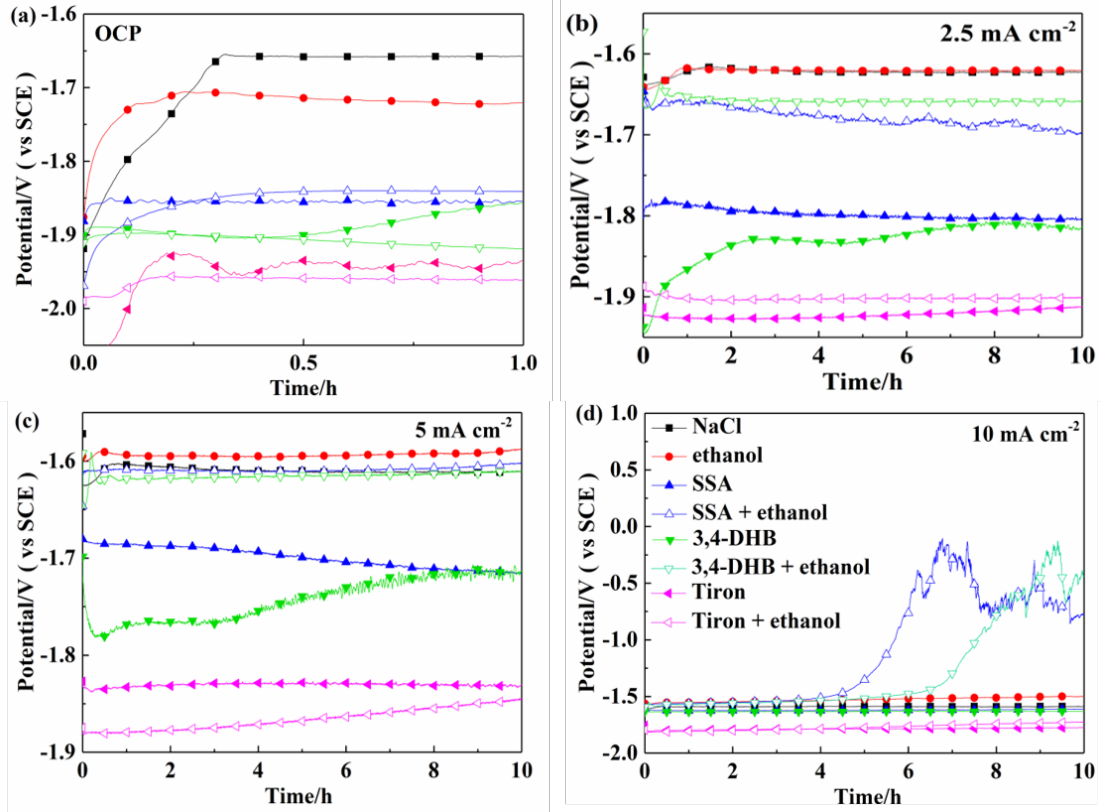 (a)
OCP
-1.6
-1.7
-1.8
-1.9
-2.0
Potential/V ( vs SCE)
0.0
0.5
1.0
Time/h
(b)
2.5 mA cm⁻²
-1.6
-1.7
-1.8
-1.9
Potential/V ( vs SCE)
0
2
4
6
8
10
Time/h
(c)
5 mA cm⁻²
-1.6
-1.7
-1.8
-1.9
Potential/V ( vs SCE)
0
2
4
6
8
10
Time/h
(d)
10 mA cm⁻²
1.0
0.5
0.0
-0.5
-1.0
-1.5
-2.0
Potential/V ( vs SCE)
NaCl
ethanol
SSA
SSA + ethanol
3,4-DHB
3,4-DHB + ethanol
Tiron
Tiron + ethanol
0
2
4
6
8
10
Time/h